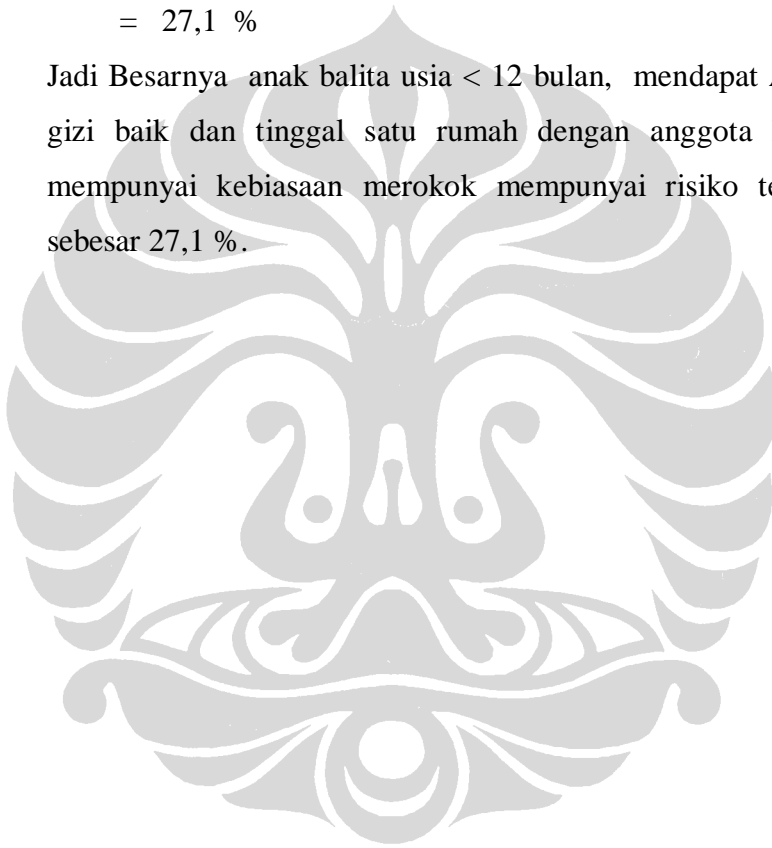 = 27,1 %
Jadi Besarnya anak balita usia < 12 bulan, mendapat
gizi baik dan tinggal satu rumah dengan anggota
mempunyai kebiasaan merokok mempunyai risiko
sebesar 27,1 %.